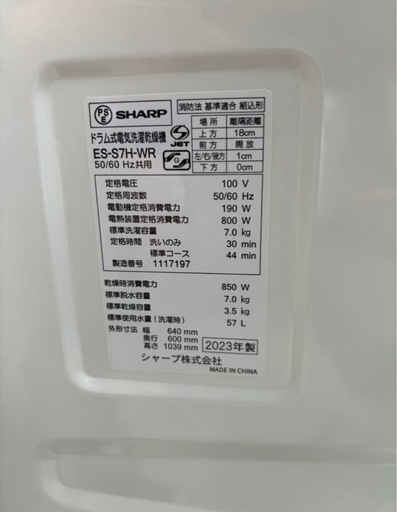 PS E SHARP
ドラム式電気洗濯乾燥機
JET
ES-S7H-WR
50/60 Hz共用
消防法 基準適合 組込形
場所 離隔距離
上方 18cm
前方 開放
左/右/後方 1cm
下方 0cm
定格電圧 100 V
定格周波数 50/60 Hz
電動機定格消費電力 190 W
電熱装置定格消費電力 800 W
標準洗濯容量 7.0 kg
定格時間 洗いのみ 30 min
標準コース 44 min
製造番号 1117197
乾燥時消費電力 850 W
標準脱水容量 7.0 kg
標準乾燥容量 3.5 kg
標準使用水量(洗濯時) 57 L
外形寸法 幅 640 mm
奥行 600 mm
高さ 1039 mm
2023年製
シャープ株式会社
MADE IN CHINA